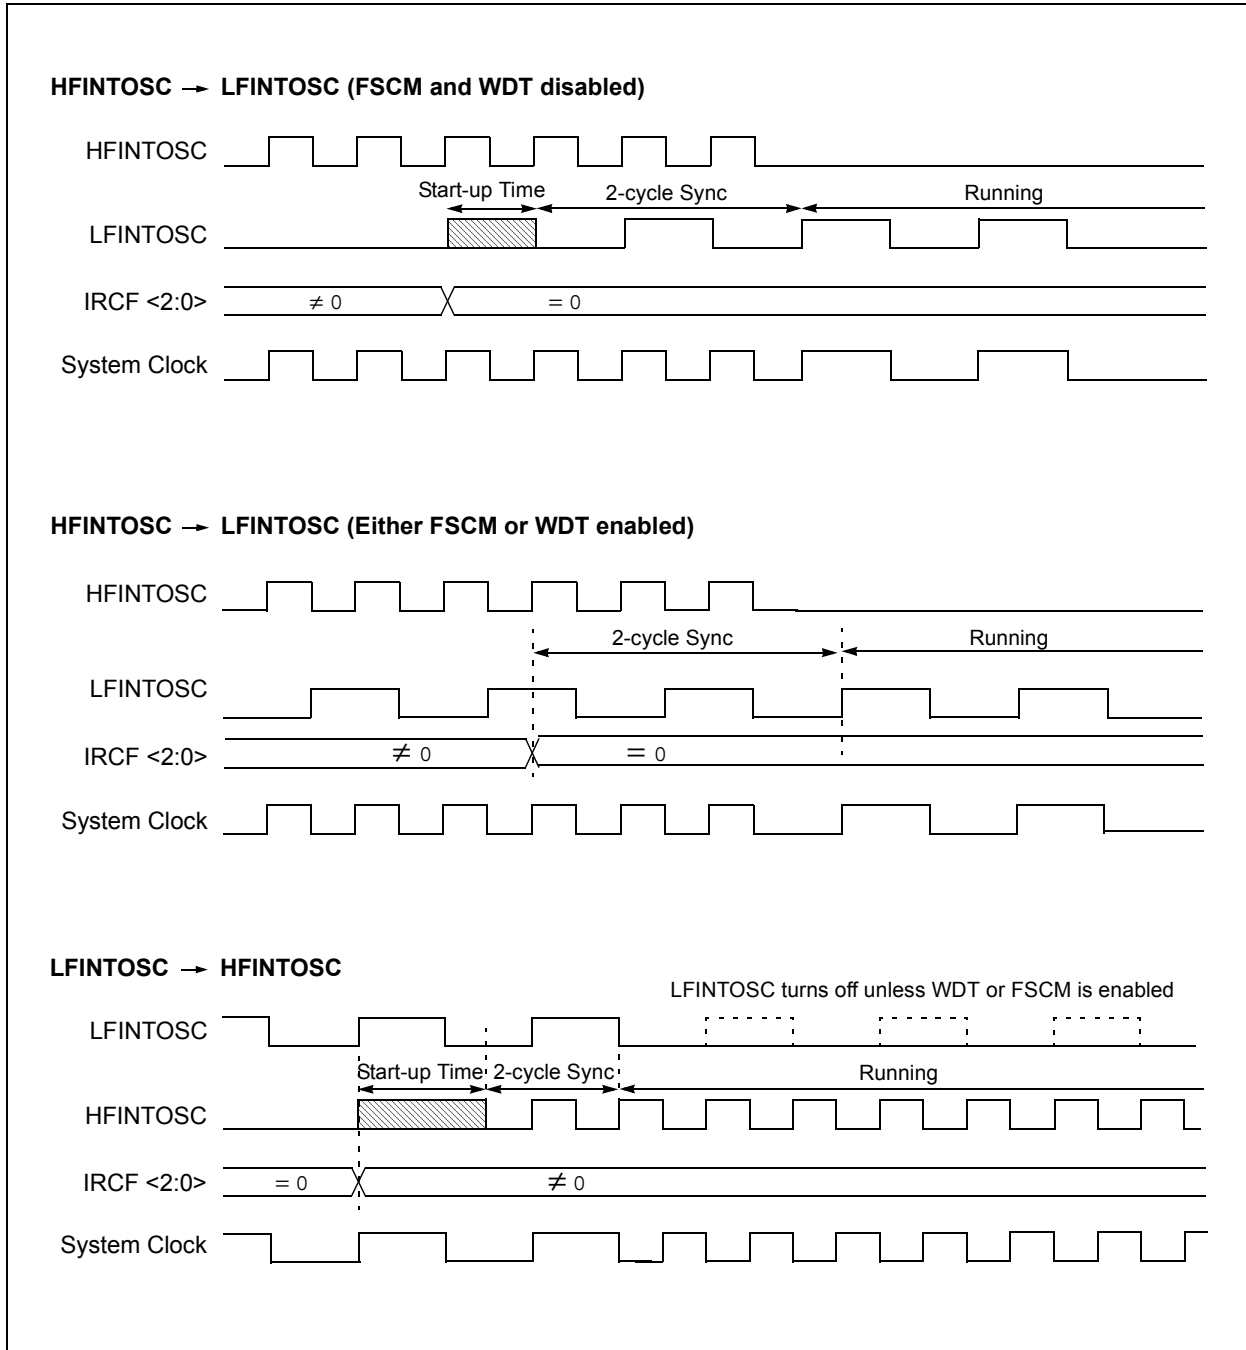 HFINTOSC → LFINTOSC (FSCM and WDT disabled)
HFINTOSC
Start-up Time 2-cycle Sync Running
LFINTOSC
IRCF <2:0> ≠ 0 = 0
System Clock
HFINTOSC → LFINTOSC (Either FSCM or WDT enabled)
HFINTOSC
2-cycle Sync Running
LFINTOSC
IRCF <2:0> ≠ 0 = 0
System Clock
LFINTOSC → HFINTOSC
LFINTOSC turns off unless WDT or FSCM is enabled
LFINTOSC
Start-up Time 2-cycle Sync Running
HFINTOSC
IRCF <2:0> = 0 ≠ 0
System Clock